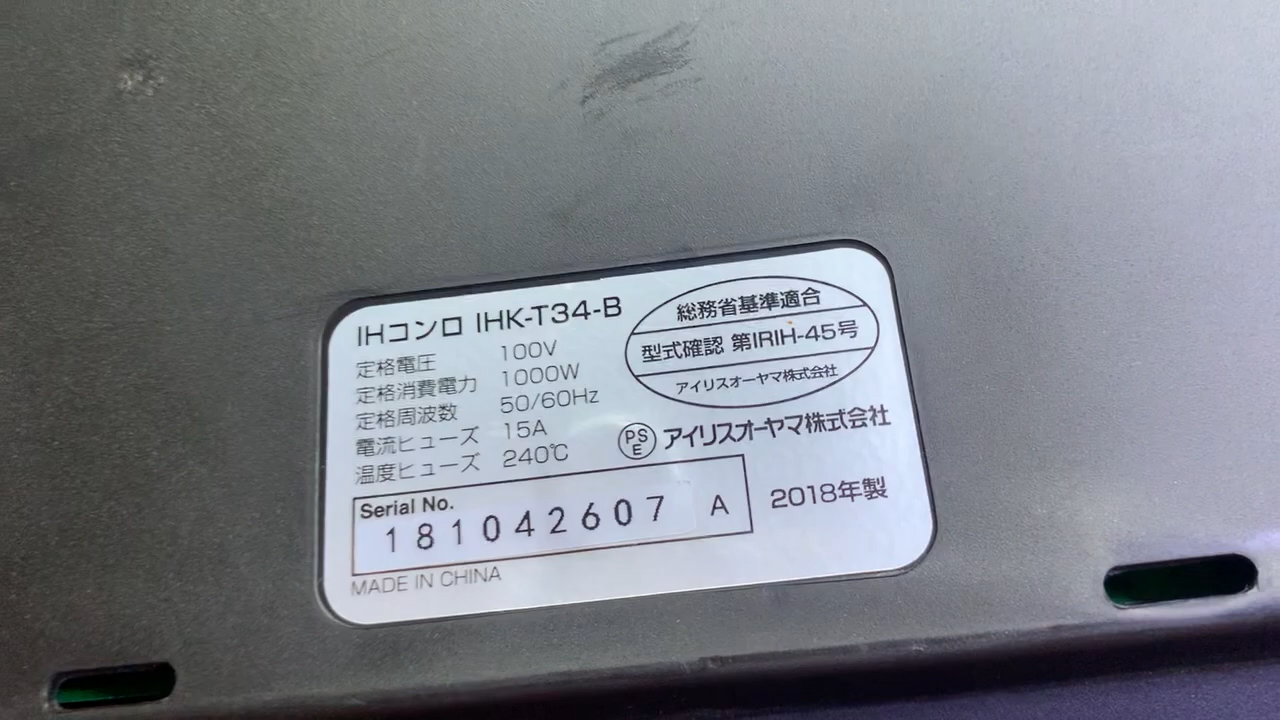 IHコンロ IHK-T34-B
定格電圧 100V
定格消費電力 1000W
定格周波数 50/60Hz
電流ヒューズ 15A
温度ヒューズ 240℃
総務省基準適合
型式確認 第IRIH-45号
アイリスオーヤマ株式会社
PSE アイリスオーヤマ株式会社
Serial No.
181042607 A
2018年製
MADE IN CHINA